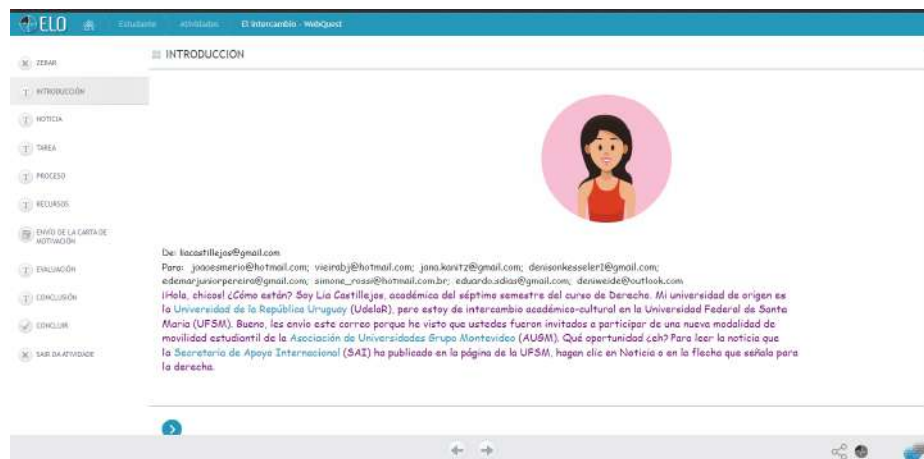 ELO
Estudiante
Atividades
El Intercambio - WebQuest
INTRODUCCION
ZERAR
INTRODUCCIÓN
NOTICIA
TAREA
PROCESO
RECURSOS
ENVÍO DE LA CARTA DE
MOTIVACIÓN
EVALUACIÓN
CONCLUSIÓN
CONCLUIR
SAIR DA ATIVIDADE
De: liacastillejos@gmail.com
Para: joaoesmerio@hotmail.com; vieirabj@hotmail.com; jana.kanitz@gmail.com; denisonkesseler1@gmail.com;
edemarjuniorpereira@gmail.com; simone_rossi@hotmail.com.br; eduardo.sdias@gmail.com; deniweide@outlook.com
¡Hola, chicos! ¿Cómo están? Soy Lia Castillejos, académica del séptimo semestre del curso de Derecho. Mi universidad de origen es
la Universidad de la República Uruguay (UdelaR), pero estoy de intercambio académico-cultural en la Universidad Federal de Santa
Maria (UFSM). Bueno, les envio este correo porque he visto que ustedes fueron invitados a participar de una nueva modalidad de
movilidad estudiantil de la Asociación de Universidades Grupo Montevideo (AUGM). Qué oportunidad ¿eh? Para leer la noticia que
la Secretaria de Apoyo Internacional (SAI) ha publicado en la página de la UFSM, hagan clic en Noticia o en la flecha que señala para
la derecha.